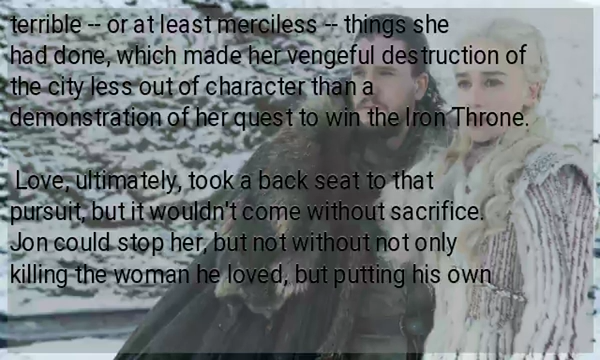 terrible -- or at least merciless -- things she
had done, which made her vengeful destruction of
the city less out of character than a
demonstration of her quest to win the Iron Throne.
Love, ultimately, took a back seat to that
pursuit, but it wouldn't come without sacrifice.
Jon could stop her, but not without not only
killing the woman he loved, but putting his own